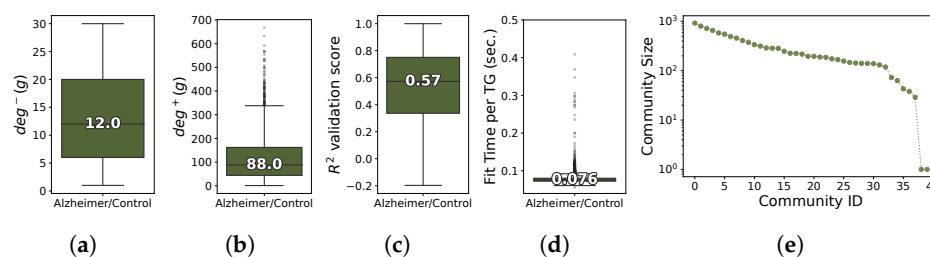 deg⁻(g)
30
25
20
15
10
5
0
12.0
Alzheimer/Control
(a)
deg⁺(g)
700
600
500
400
300
200
100
0
88.0
Alzheimer/Control
(b)
R² validation score
1.0
0.8
0.6
0.4
0.2
0.0
−0.2
0.57
Alzheimer/Control
(c)
Fit Time per TG (sec.)
0.5
0.4
0.3
0.2
0.1
0.076
Alzheimer/Control
(d)
Community Size
10³
10²
10¹
10⁰
0 5 10 15 20 25 30 35 4
Community ID
(e)